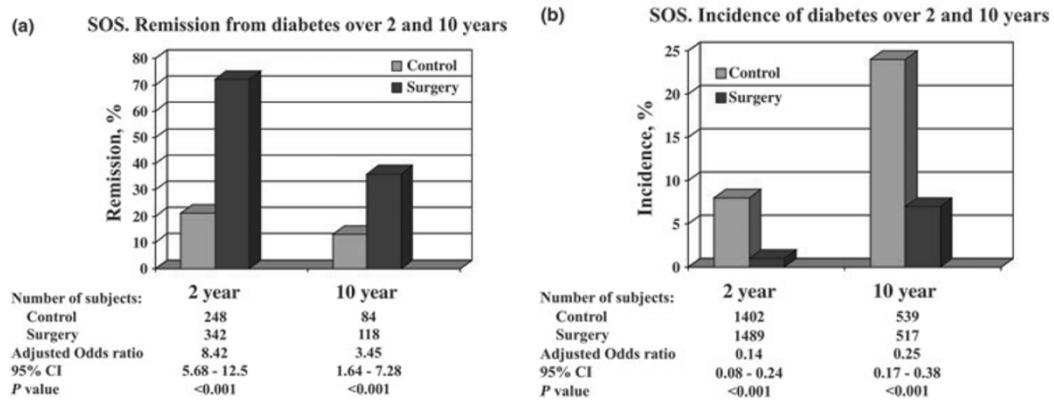 (a) SOS. Remission from diabetes over 2 and 10 years
80
70
60
50
40
30
20
10
0
Remission, %
Control
Surgery
2 year 10 year
Number of subjects:
Control 248 84
Surgery 342 118
Adjusted Odds ratio 8.42 3.45
95% CI 5.68 - 12.5 1.64 - 7.28
P value <0.001 <0.001
(b) SOS. Incidence of diabetes over 2 and 10 years
25
20
15
10
5
0
Incidence, %
Control
Surgery
2 year 10 year
Number of subjects:
Control 1402 539
Surgery 1489 517
Adjusted Odds ratio 0.14 0.25
95% CI 0.08 - 0.24 0.17 - 0.38
P value <0.001 <0.001